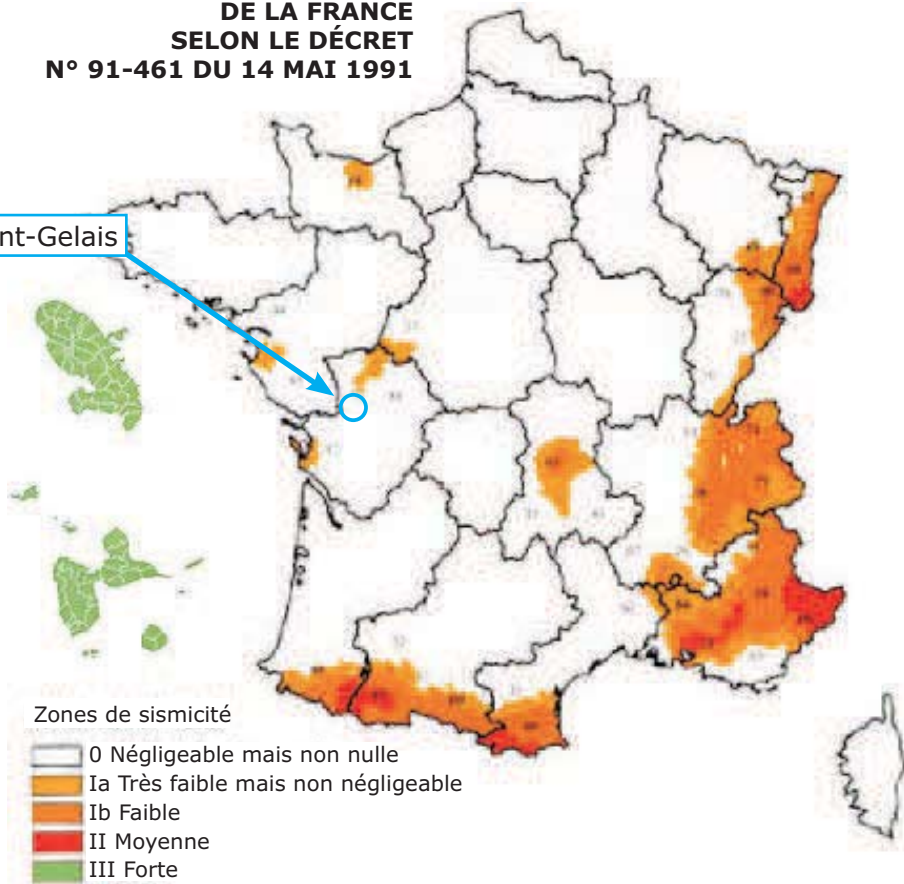 DE LA FRANCE
SELON LE DÉCRET
N° 91-461 DU 14 MAI 1991
nt-Gelais
Zones de sismicité
0 Négligeable mais non nulle
Ia Très faible mais non négligeable
Ib Faible
II Moyenne
III Forte